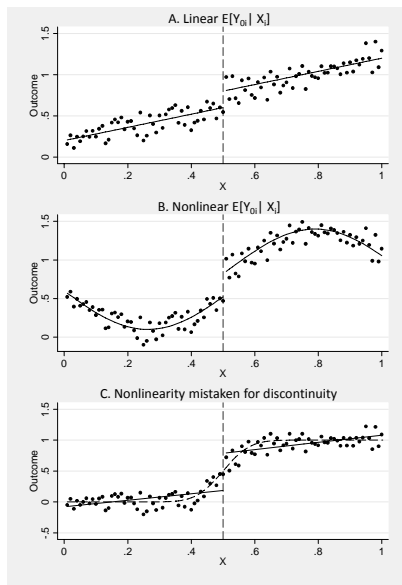 A. Linear E[Y0i| Xi]
Outcome
1.5
1
.5
0
0 .2 .4 .6 .8 1
X
B. Nonlinear E[Y0i| Xi]
Outcome
1.5
1
.5
0
0 .2 .4 .6 .8 1
X
C. Nonlinearity mistaken for discontinuity
Outcome
1.5
1
.5
0
-.5
0 .2 .4 .6 .8 1
X